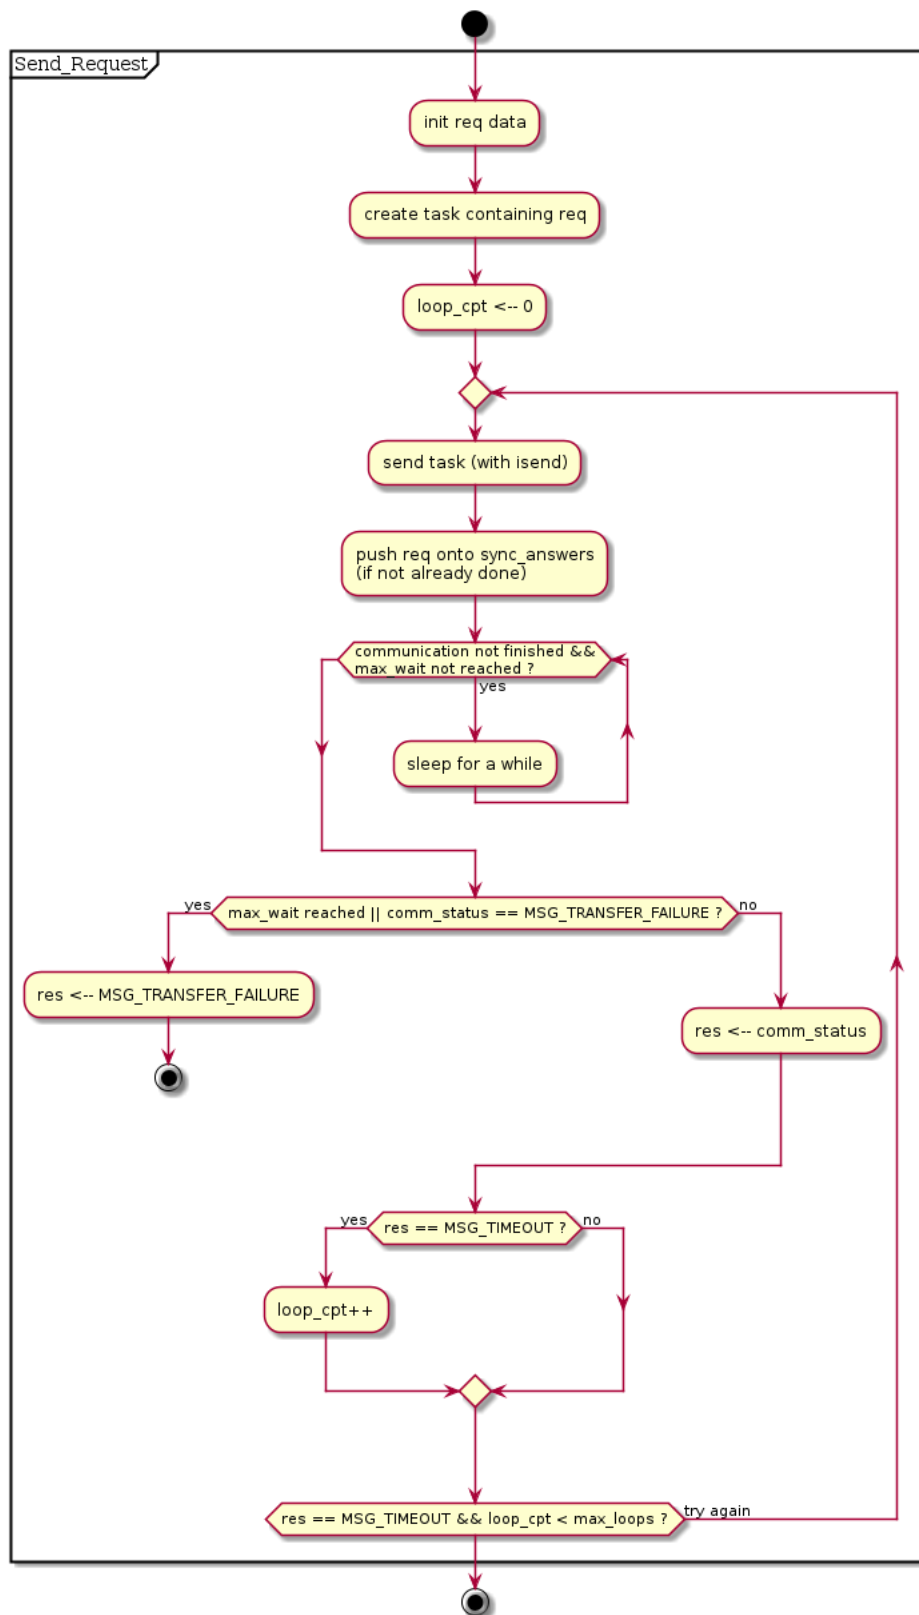 Send_Request
init req data
create task containing req
loop_cpt <-- 0
send task (with isend)
push req onto sync_answers
(if not already done)
communication not finished &&
max_wait not reached ?
yes
sleep for a while
yes
max_wait reached || comm_status == MSG_TRANSFER_FAILURE ?
no
res <-- MSG_TRANSFER_FAILURE
res <-- comm_status
yes
res == MSG_TIMEOUT ?
no
loop_cpt++
res == MSG_TIMEOUT && loop_cpt < max_loops ?
try again